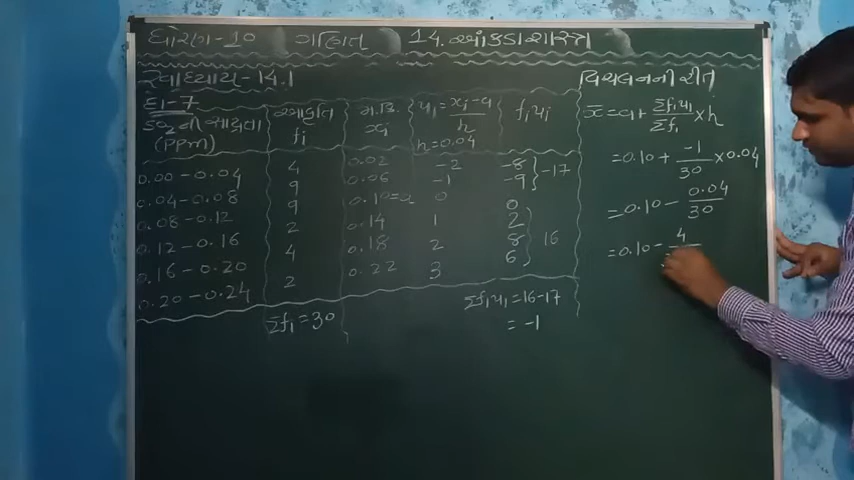 ધોરણ-10 ગણિત 14. આંકડાશાસ્ત્ર
સ્વાધ્યાય-14.1 વિચલનની રીત
દા-7
SO₂ ની સાંદ્રતા (PPm)
આવૃત્તિ fi
મ.કિ. xi
ui = xi-a / h
h=0.04
fiui
0.00-0.04 4 0.02 -2 -8
0.04-0.08 9 0.06 -1 -9 } -17
0.08-0.12 9 0.10=a 0 0
0.12-0.16 2 0.14 1 2
0.16-0.20 4 0.18 2 8 } 16
0.20-0.24 2 0.22 3 6
Σfi=30 Σfiui=16-17
= -1
x̄=a+ Σfiui / Σfi ×h
=0.10+ -1/30 ×0.04
=0.10- 0.04/30
=0.10- 4